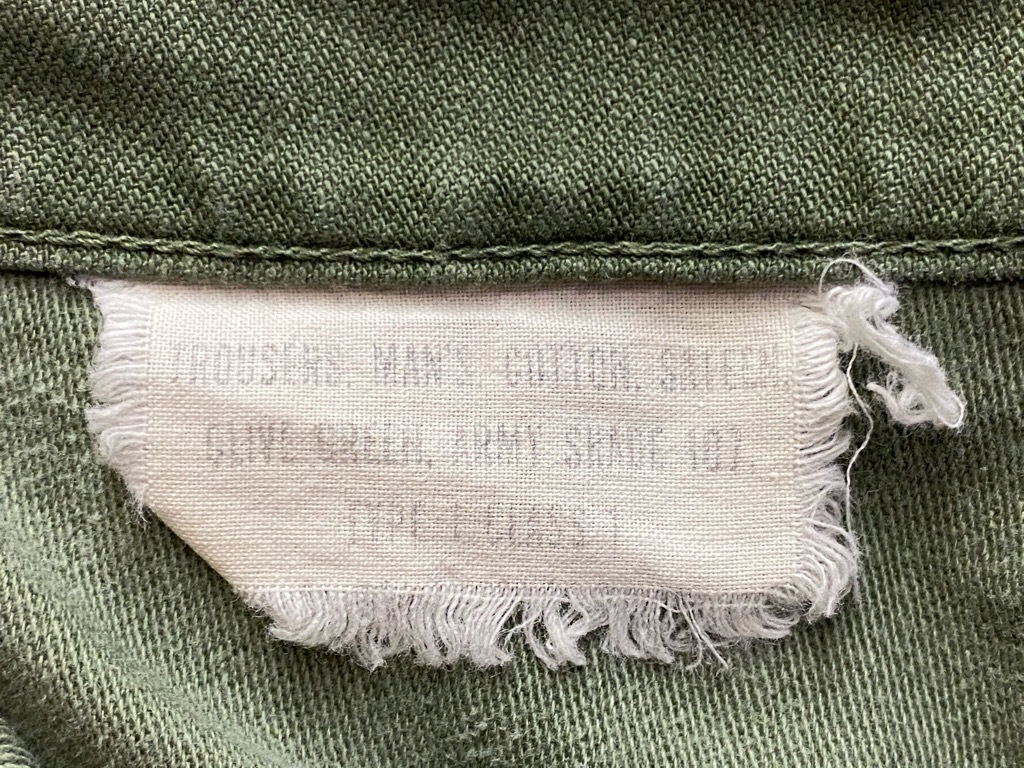 TROUSERS, MAN'S, COTTON, SATEEN,
OLIVE GREEN, ARMY SHADE 107,
TYPE I CLASS 1